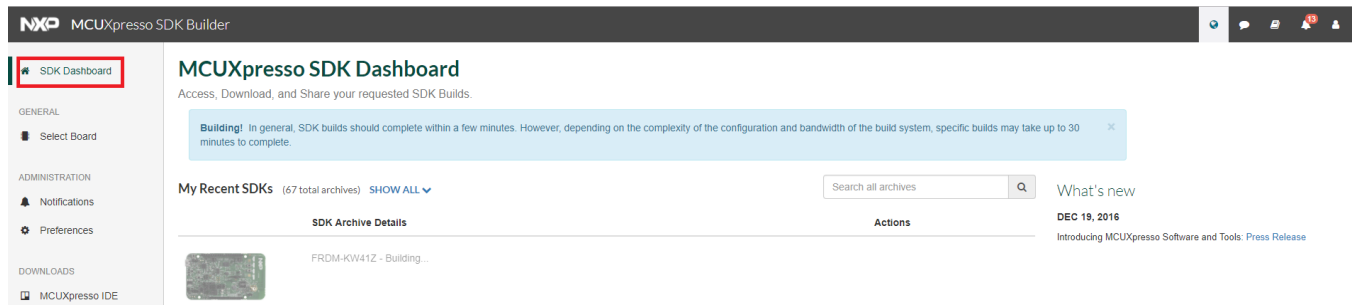 NXP MCUXpresso SDK Builder
13
SDK Dashboard
GENERAL
Select Board
ADMINISTRATION
Notifications
Preferences
DOWNLOADS
MCUXpresso IDE
MCUXpresso SDK Dashboard
Access, Download, and Share your requested SDK Builds.
Building! In general, SDK builds should complete within a few minutes. However, depending on the complexity of the configuration and bandwidth of the build system, specific builds may take up to 30
minutes to complete.
x
My Recent SDKs (67 total archives) SHOW ALL
Search all archives
SDK Archive Details Actions
FRDM-KW41Z - Building...
What's new
DEC 19, 2016
Introducing MCUXpresso Software and Tools: Press Release